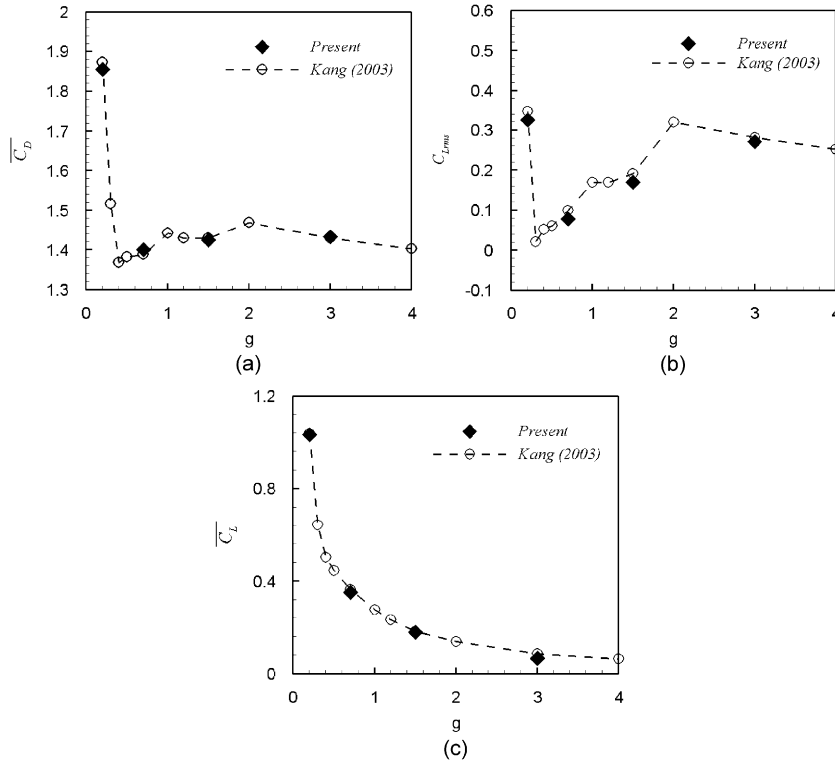 2
1.9
1.8
1.7
1.6
1.5
1.4
1.3
0
1
2
3
4
C_D
g
Present
Kang (2003)
(a)
0.6
0.5
0.4
0.3
0.2
0.1
0
-0.1
0
1
2
3
4
C_Lrms
g
Present
Kang (2003)
(b)
1.2
0.8
0.4
0
0
1
2
3
4
C_L
g
Present
Kang (2003)
(c)